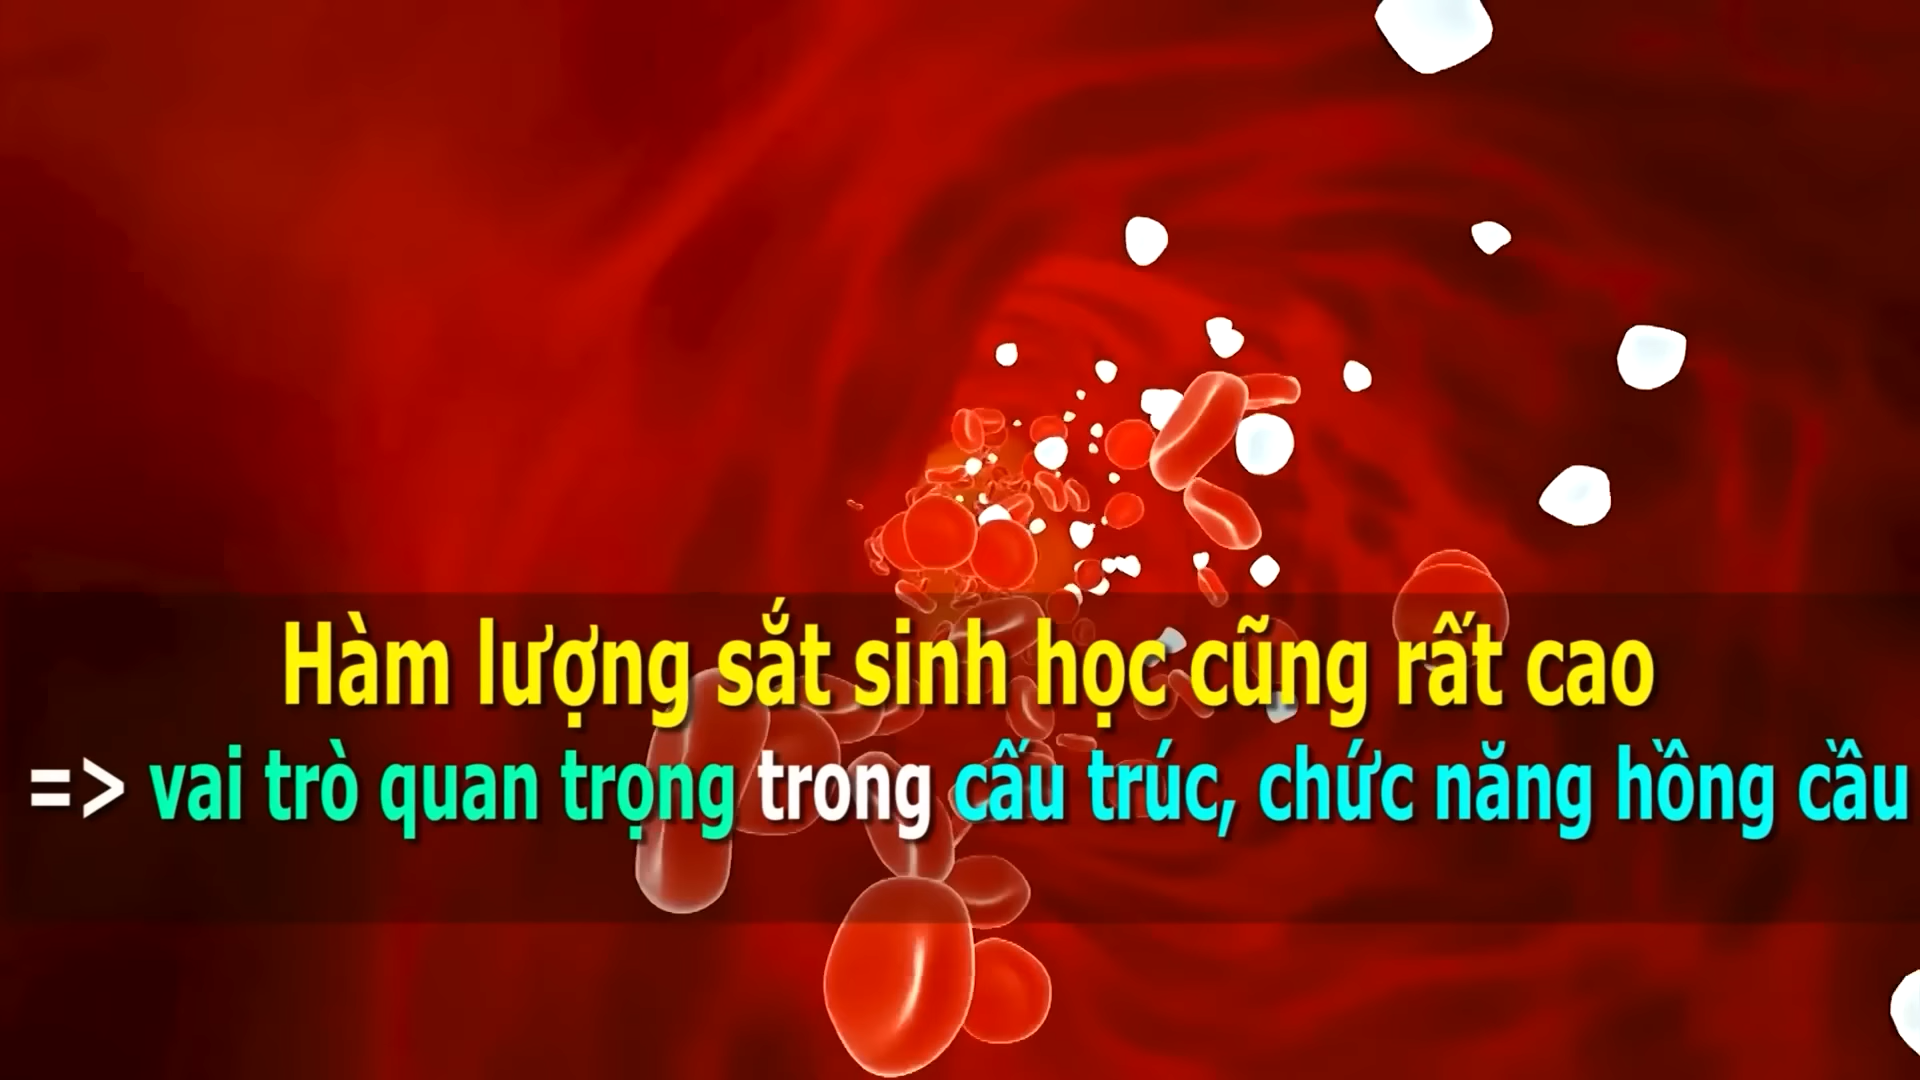 Hàm lượng sắt sinh học cũng rất cao
=> vai trò quan trọng trong cấu trúc, chức năng hồng cầu